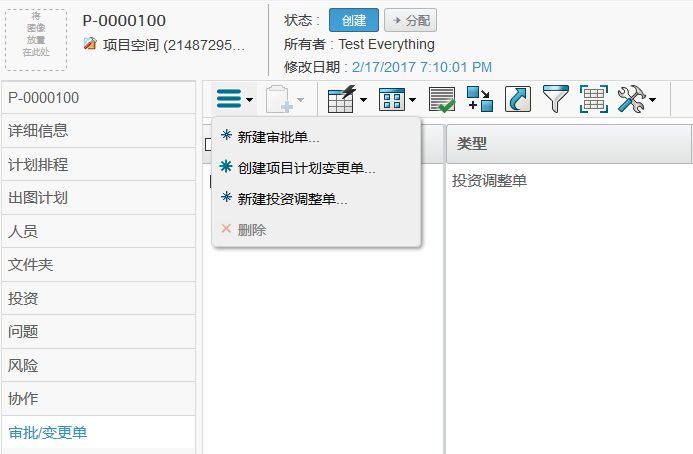 将
图像
放置
在此处
P-0000100
项目空间 (21487295...
状态 :
创建
分配
所有者 : Test Everything
修改日期 : 2/17/2017 7:10:01 PM
P-0000100
详细信息
计划排程
出图计划
人员
文件夹
投资
问题
风险
协作
审批/变更单
新建审批单...
创建项目计划变更单...
新建投资调整单...
删除
类型
投资调整单